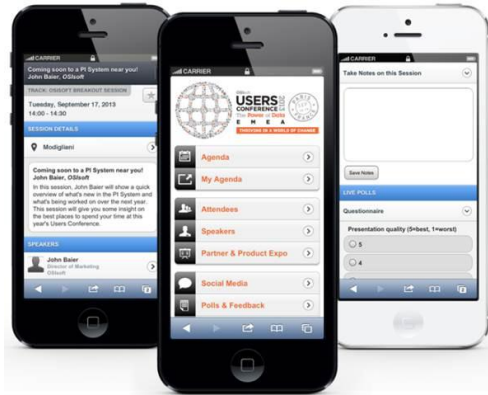 CARRIER
Coming soon to a PI System near you!
John Baier, OSIsoft
TRACK: OSISOFT BREAKOUT SESSION
Tuesday, September 17, 2013
14:00 - 14:30
SESSION DETAILS
Modiglieni
Coming soon to a PI System near you!
John Baier, OSIsoft
In this session, John Baier will show a quick
overview of what's new in the PI System and
what's being worked on over the next year.
This session will give you some insight on
the best places to spend your time at this
year's Users Conference.
SPEAKERS
John Baier
Director of Marketing
OSIsoft
CARRIER
USERS
CONFERENCE
2013
The Power of Data
EMEA
THRIVING IN A WORLD OF CHANGE
Agenda
My Agenda
Attendees
Speakers
Partner & Product Expo
Social Media
Polls & Feedback
CARRIER
Take Notes on this Session
Save Notes
LIVE POLLS
Questionnaire
Presentation quality (5=best, 1=worst)
5
4